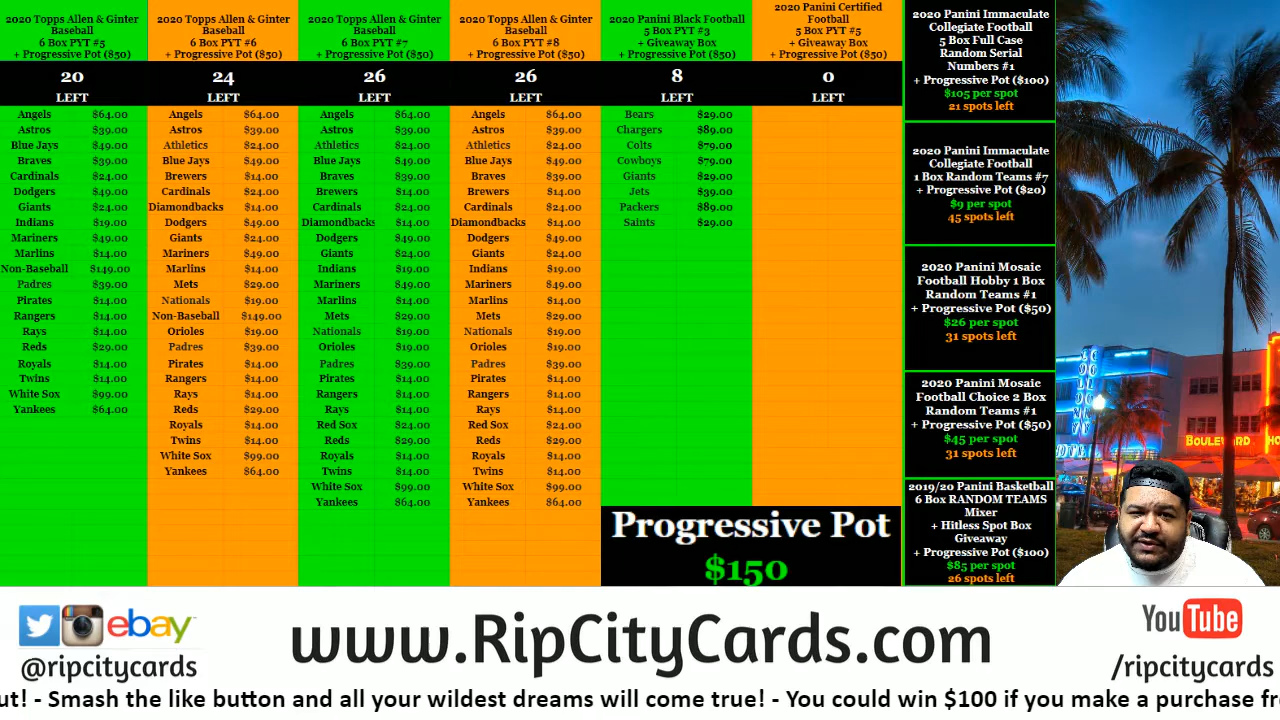 2020 Topps Allen & Ginter
Baseball
6 Box PYT #5
+ Progressive Pot ($50)
20
LEFT
Angels $64.00
Astros $39.00
Blue Jays $49.00
Braves $39.00
Cardinals $24.00
Dodgers $49.00
Giants $24.00
Indians $19.00
Mariners $49.00
Marlins $14.00
Non-Baseball $149.00
Padres $39.00
Pirates $14.00
Rangers $14.00
Rays $14.00
Reds $29.00
Royals $14.00
Twins $14.00
White Sox $99.00
Yankees $64.00
2020 Topps Allen & Ginter
Baseball
6 Box PYT #6
+ Progressive Pot ($50)
24
LEFT
Angels $64.00
Astros $39.00
Athletics $24.00
Blue Jays $49.00
Brewers $14.00
Cardinals $24.00
Diamondbacks $14.00
Dodgers $49.00
Giants $24.00
Mariners $49.00
Marlins $14.00
Mets $29.00
Nationals $19.00
Non-Baseball $149.00
Orioles $19.00
Padres $39.00
Pirates $14.00
Rangers $14.00
Rays $14.00
Reds $29.00
Royals $14.00
Twins $14.00
White Sox $99.00
Yankees $64.00
2020 Topps Allen & Ginter
Baseball
6 Box PYT #7
+ Progressive Pot ($50)
26
LEFT
Angels $64.00
Astros $39.00
Athletics $24.00
Blue Jays $49.00
Braves $39.00
Brewers $14.00
Cardinals $24.00
Diamondbacks $14.00
Dodgers $49.00
Giants $24.00
Indians $19.00
Mariners $49.00
Marlins $14.00
Mets $29.00
Nationals $19.00
Orioles $19.00
Padres $39.00
Pirates $14.00
Rangers $14.00
Rays $14.00
Red Sox $24.00
Reds $29.00
Royals $14.00
Twins $14.00
White Sox $99.00
Yankees $64.00
2020 Topps Allen & Ginter
Baseball
6 Box PYT #8
+ Progressive Pot ($50)
26
LEFT
Angels $64.00
Astros $39.00
Athletics $24.00
Blue Jays $49.00
Braves $39.00
Brewers $14.00
Cardinals $24.00
Diamondbacks $14.00
Dodgers $49.00
Giants $24.00
Indians $19.00
Mariners $49.00
Marlins $14.00
Mets $29.00
Nationals $19.00
Orioles $19.00
Padres $39.00
Pirates $14.00
Rangers $14.00
Rays $14.00
Red Sox $24.00
Reds $29.00
Royals $14.00
Twins $14.00
White Sox $99.00
Yankees $64.00
2020 Panini Black Football
5 Box PYT #3
+ Giveaway Box
+ Progressive Pot ($50)
8
LEFT
Bears $29.00
Chargers $89.00
Colts $79.00
Cowboys $79.00
Giants $29.00
Jets $39.00
Packers $89.00
Saints $29.00
2020 Panini Certified
Football
5 Box PYT #5
+ Giveaway Box
+ Progressive Pot ($50)
0
LEFT
Progressive Pot
$150
2020 Panini Immaculate
Collegiate Football
5 Box Full Case
Random Serial
Numbers #1
+ Progressive Pot ($100)
$105 per spot
21 spots left
2020 Panini Immaculate
Collegiate Football
1 Box Random Teams #7
+ Progressive Pot ($20)
$9 per spot
45 spots left
2020 Panini Mosaic
Football Hobby 1 Box
Random Teams #1
+ Progressive Pot ($50)
$26 per spot
31 spots left
2020 Panini Mosaic
Football Choice 2 Box
Random Teams #1
+ Progressive Pot ($50)
$45 per spot
31 spots left
2019/20 Panini Basketball
6 Box RANDOM TEAMS
Mixer
+ Hitless Spot Box
Giveaway
+ Progressive Pot ($100)
$85 per spot
26 spots left
COLONY
BOULEVARD HO
ebay
@ripcitycards
www.RipCityCards.com
YouTube
/ripcitycards
ut! - Smash the like button and all your wildest dreams will come true! - You could win $100 if you make a purchase fr